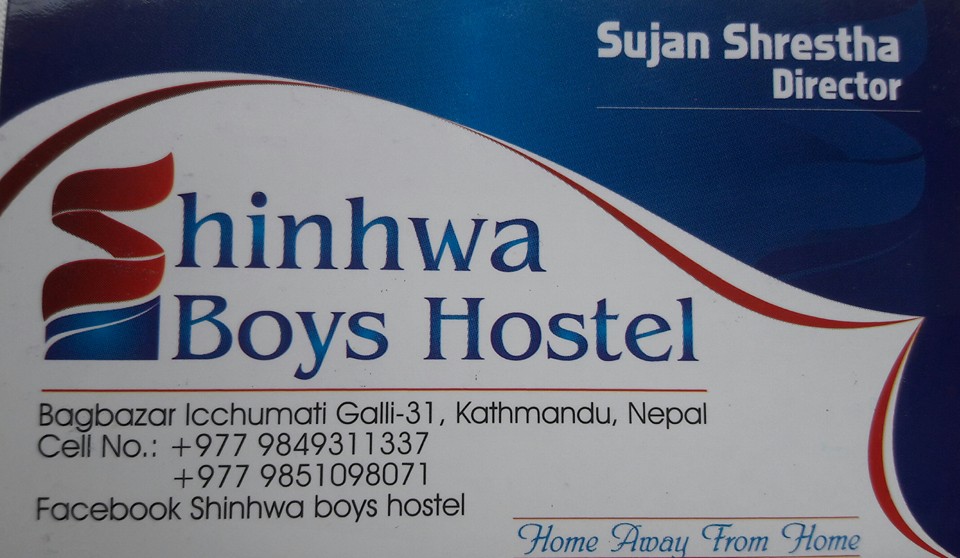 Sujan Shrestha
Director
Shinhwa
Boys Hostel
Bagbazar Icchumati Galli-31, Kathmandu, Nepal
Cell No.: +977 9849311337
+977 9851098071
Facebook Shinhwa boys hostel
Home Away From Home